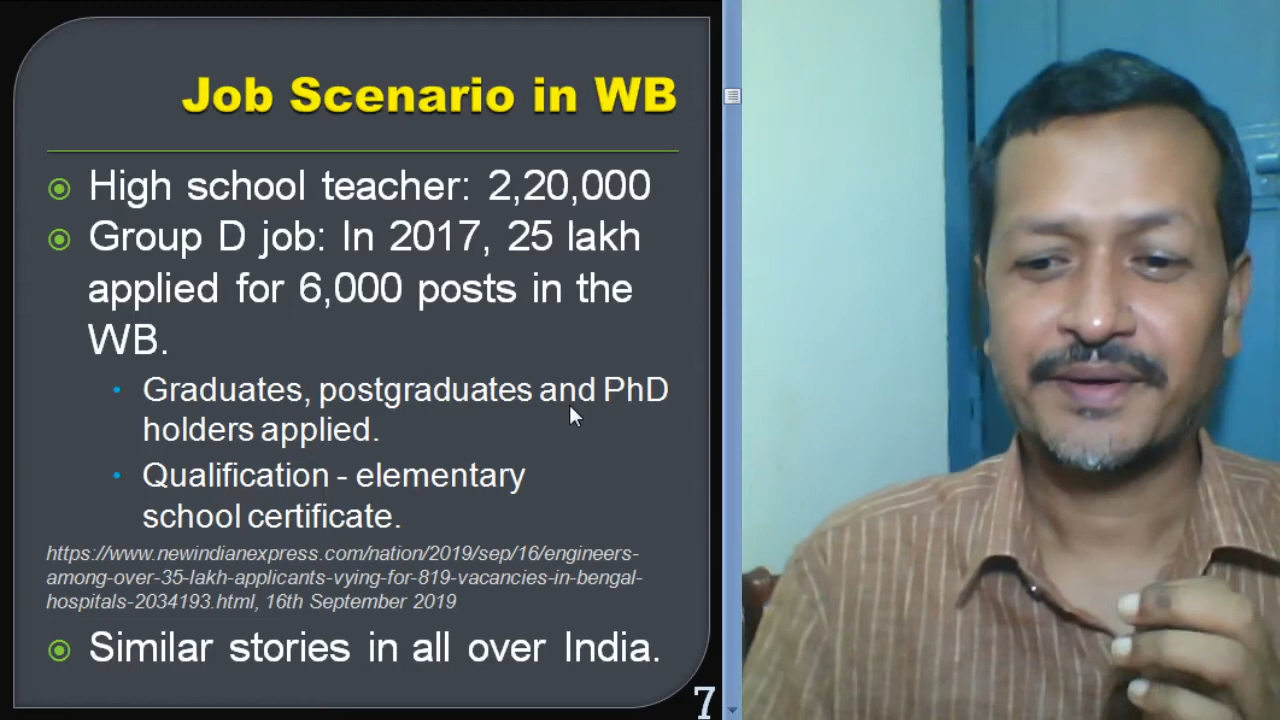 Job Scenario in WB
High school teacher: 2,20,000
Group D job: In 2017, 25 lakh
applied for 6,000 posts in the
WB.
Graduates, postgraduates and PhD
holders applied.
Qualification - elementary
school certificate.
https://www.newindianexpress.com/nation/2019/sep/16/engineers-
among-over-35-lakh-applicants-vying-for-819-vacancies-in-bengal-
hospitals-2034193.html, 16th September 2019
Similar stories in all over India.
7